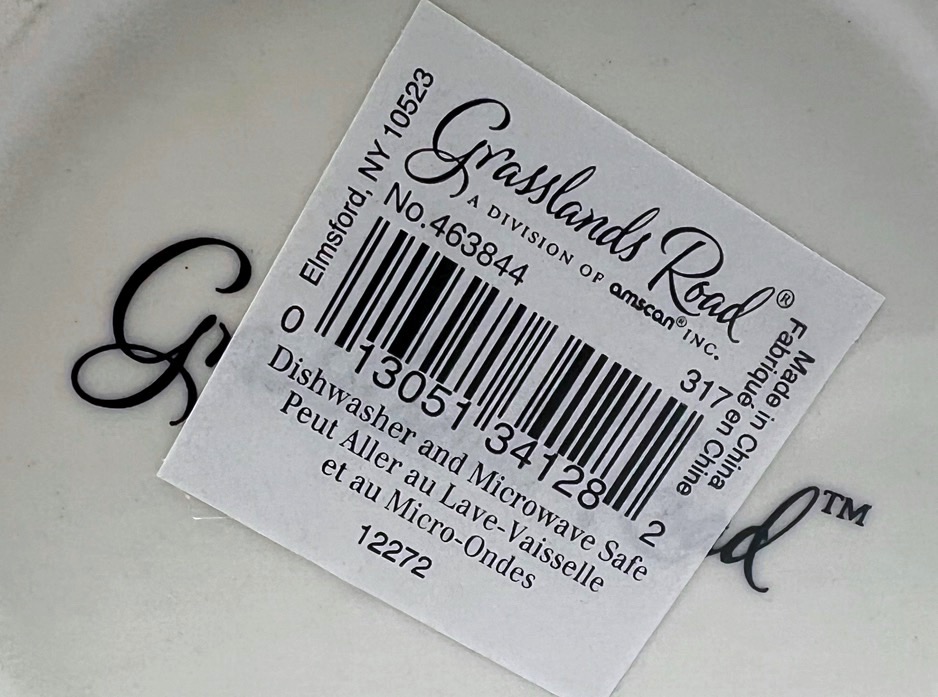 Grasslands Road®
A DIVISION OF amscan® INC.
Elmsford, NY 10523
No.463844
317
Made in China
Fabriqué en Chine
0 13051 34128 2
Dishwasher and Microwave Safe
Peut Aller au Lave-Vaisselle
et au Micro-Ondes
12272
G
d™